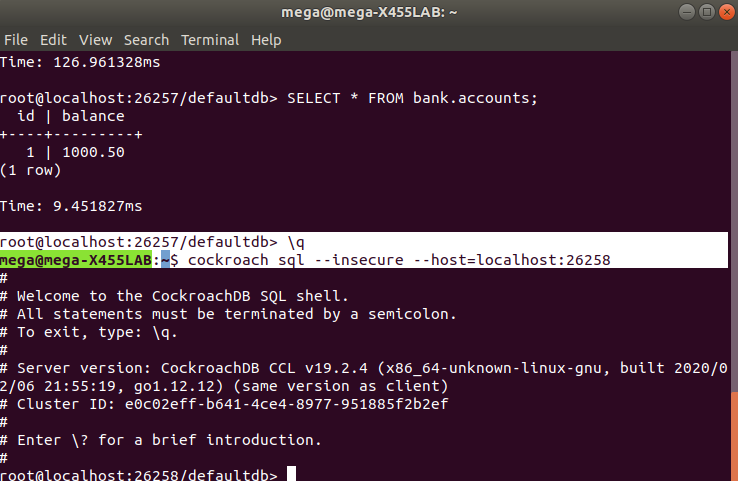 mega@mega-X455LAB: ~
File Edit View Search Terminal Help
Time: 126.961328ms
root@localhost:26257/defaultdb> SELECT * FROM bank.accounts;
  id | balance
+----+---------+
   1 | 1000.50
(1 row)
Time: 9.451827ms
root@localhost:26257/defaultdb> \q
mega@mega-X455LAB:~$ cockroach sql --insecure --host=localhost:26258
#
# Welcome to the CockroachDB SQL shell.
# All statements must be terminated by a semicolon.
# To exit, type: \q.
#
# Server version: CockroachDB CCL v19.2.4 (x86_64-unknown-linux-gnu, built 2020/0
2/06 21:55:19, go1.12.12) (same version as client)
# Cluster ID: e0c02eff-b641-4ce4-8977-951885f2b2ef
#
# Enter \? for a brief introduction.
#
root@localhost:26258/defaultdb>